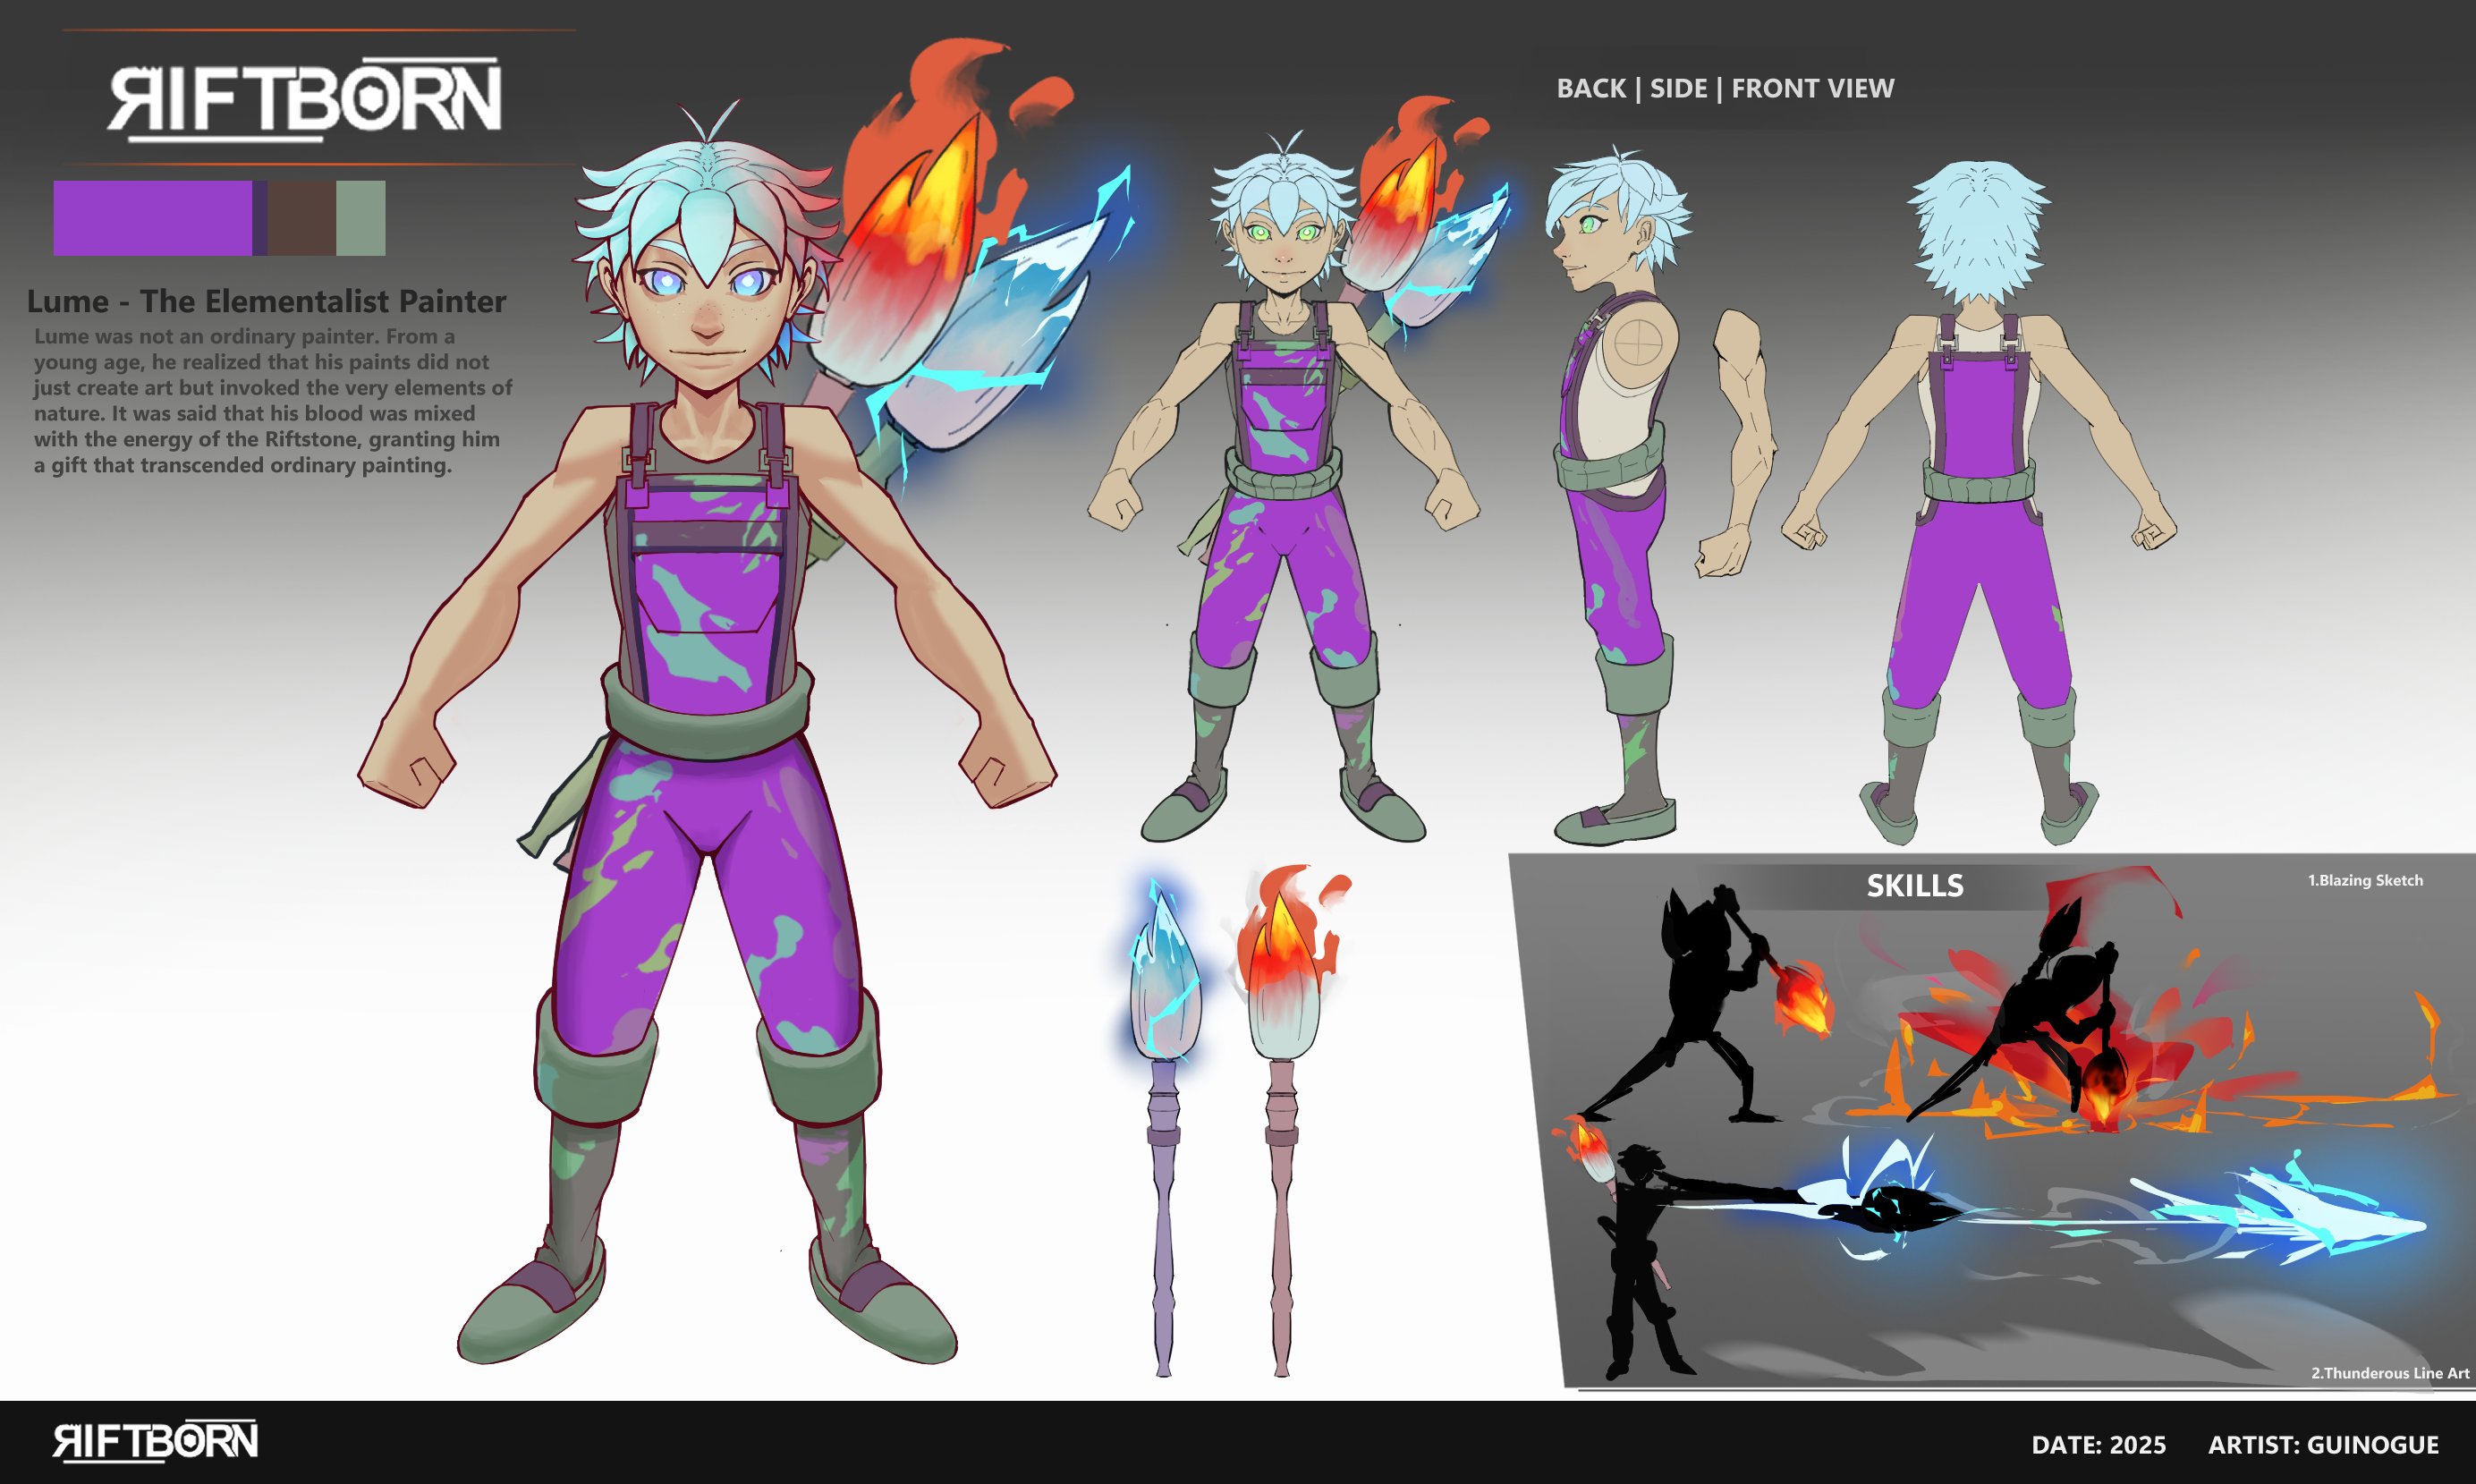 RIFTBORN
BACK | SIDE | FRONT VIEW
Lume - The Elementalist Painter
Lume was not an ordinary painter. From a
young age, he realized that his paints did not
just create art but invoked the very elements of
nature. It was said that his blood was mixed
with the energy of the Riftstone, granting him
a gift that transcended ordinary painting.
SKILLS
1.Blazing Sketch
2.Thunderous Line Art
RIFTBORN
DATE: 2025 ARTIST: GUINOGUE